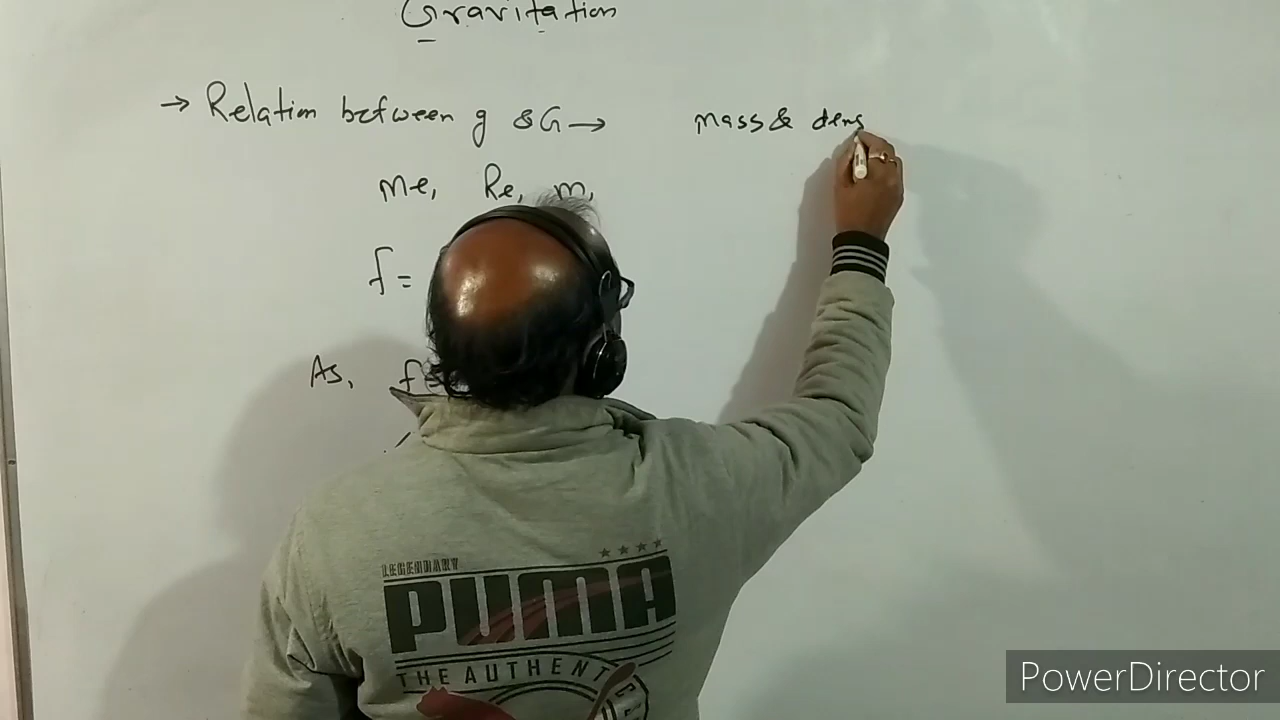 Gravitation
→ Relation between g & G →
Me, Re, m,
f =
As, f
mass & dens
LEGENDARY
PUMA
THE AUTHENT
PowerDirector